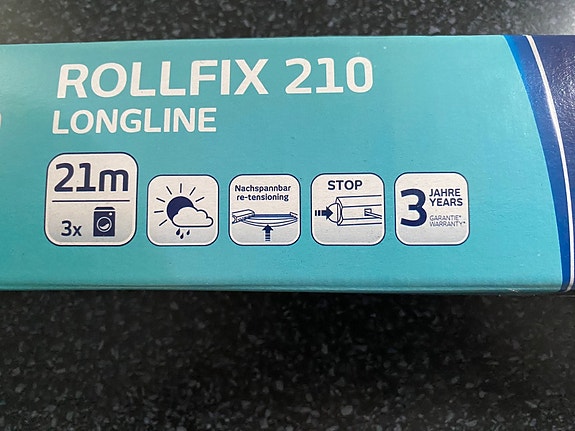 ROLLFIX 210
LONGLINE
21m
3x
Nachspannbar
re-tensioning
STOP
3 JAHRE
YEARS
GARANTIE*
WARRANTY*